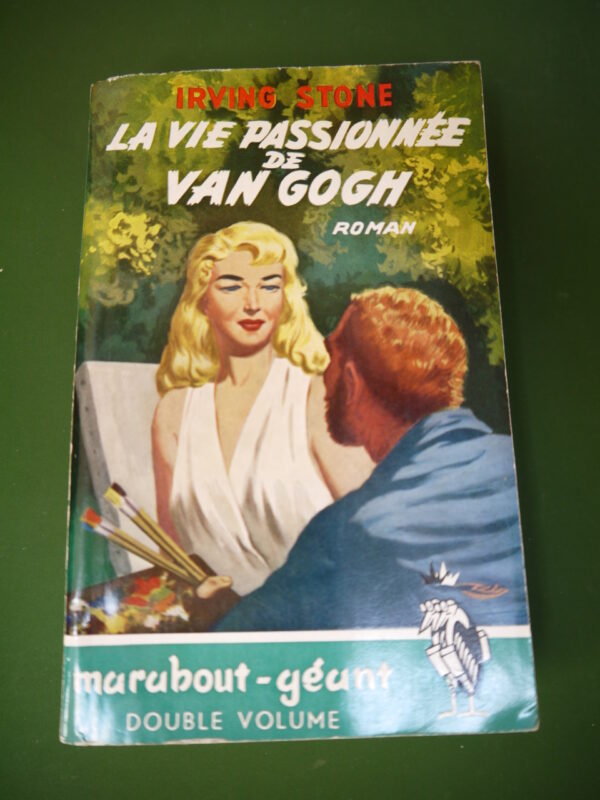 IRVING STONE
LA VIE PASSIONNÉE
DE
VAN GOGH
ROMAN
marabout-géant
DOUBLE VOLUME